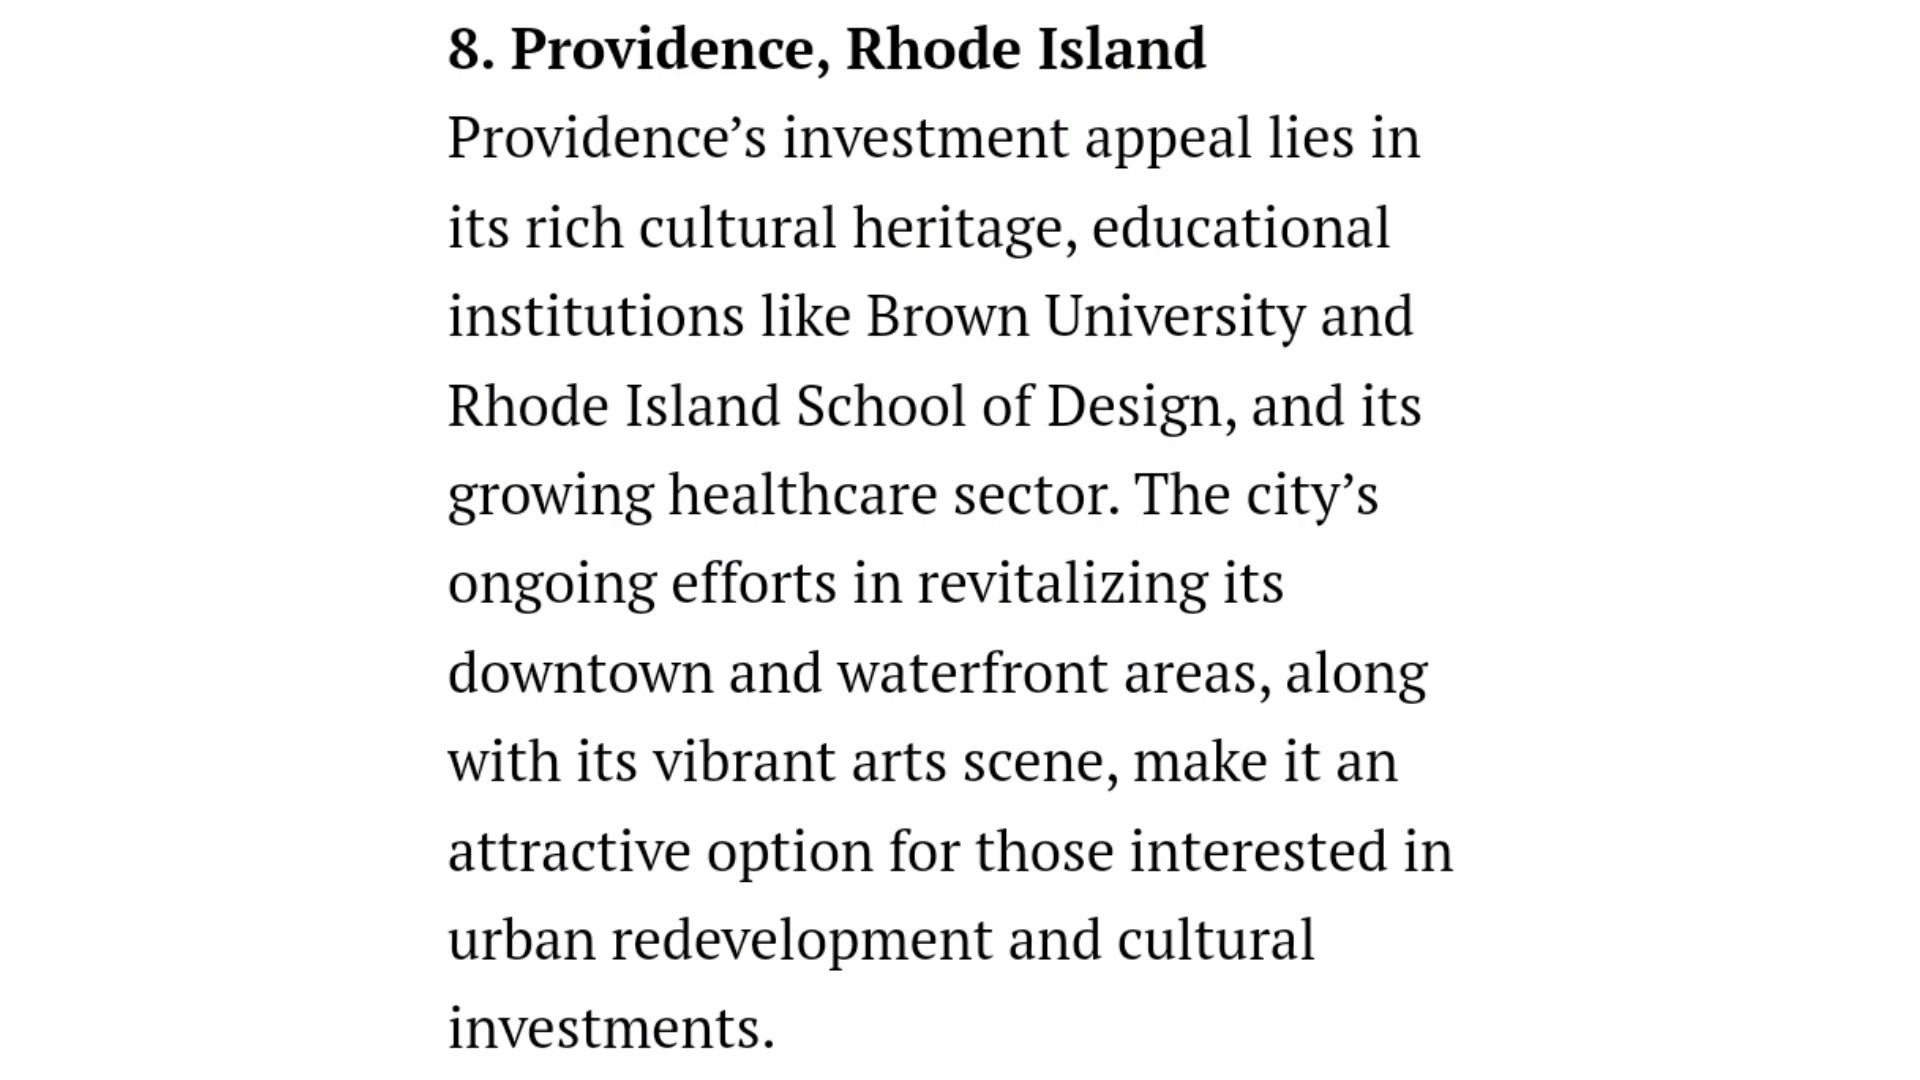 8. Providence, Rhode Island
Providence’s investment appeal lies in
its rich cultural heritage, educational
institutions like Brown University and
Rhode Island School of Design, and its
growing healthcare sector. The city’s
ongoing efforts in revitalizing its
downtown and waterfront areas, along
with its vibrant arts scene, make it an
attractive option for those interested in
urban redevelopment and cultural
investments.